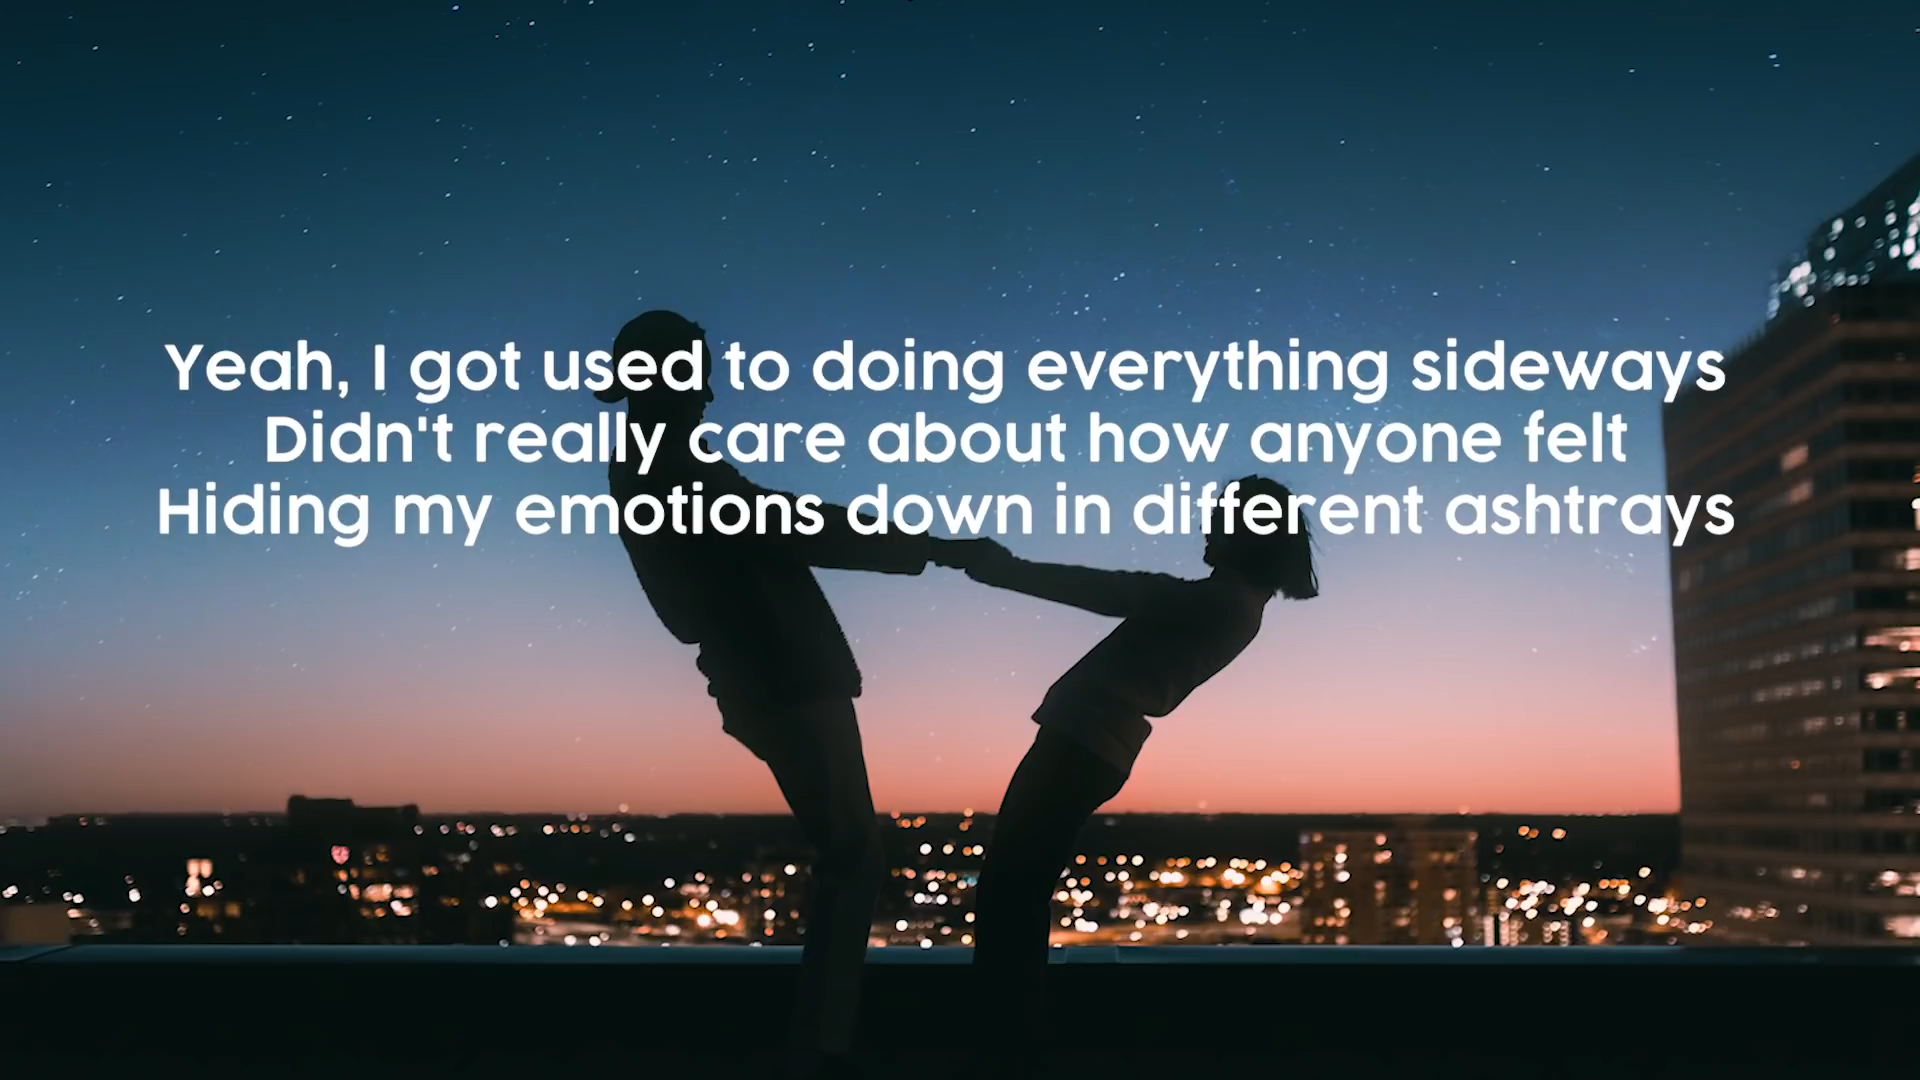 Yeah, I got used to doing everything sideways
Didn't really care about how anyone felt
Hiding my emotions down in different ashtrays